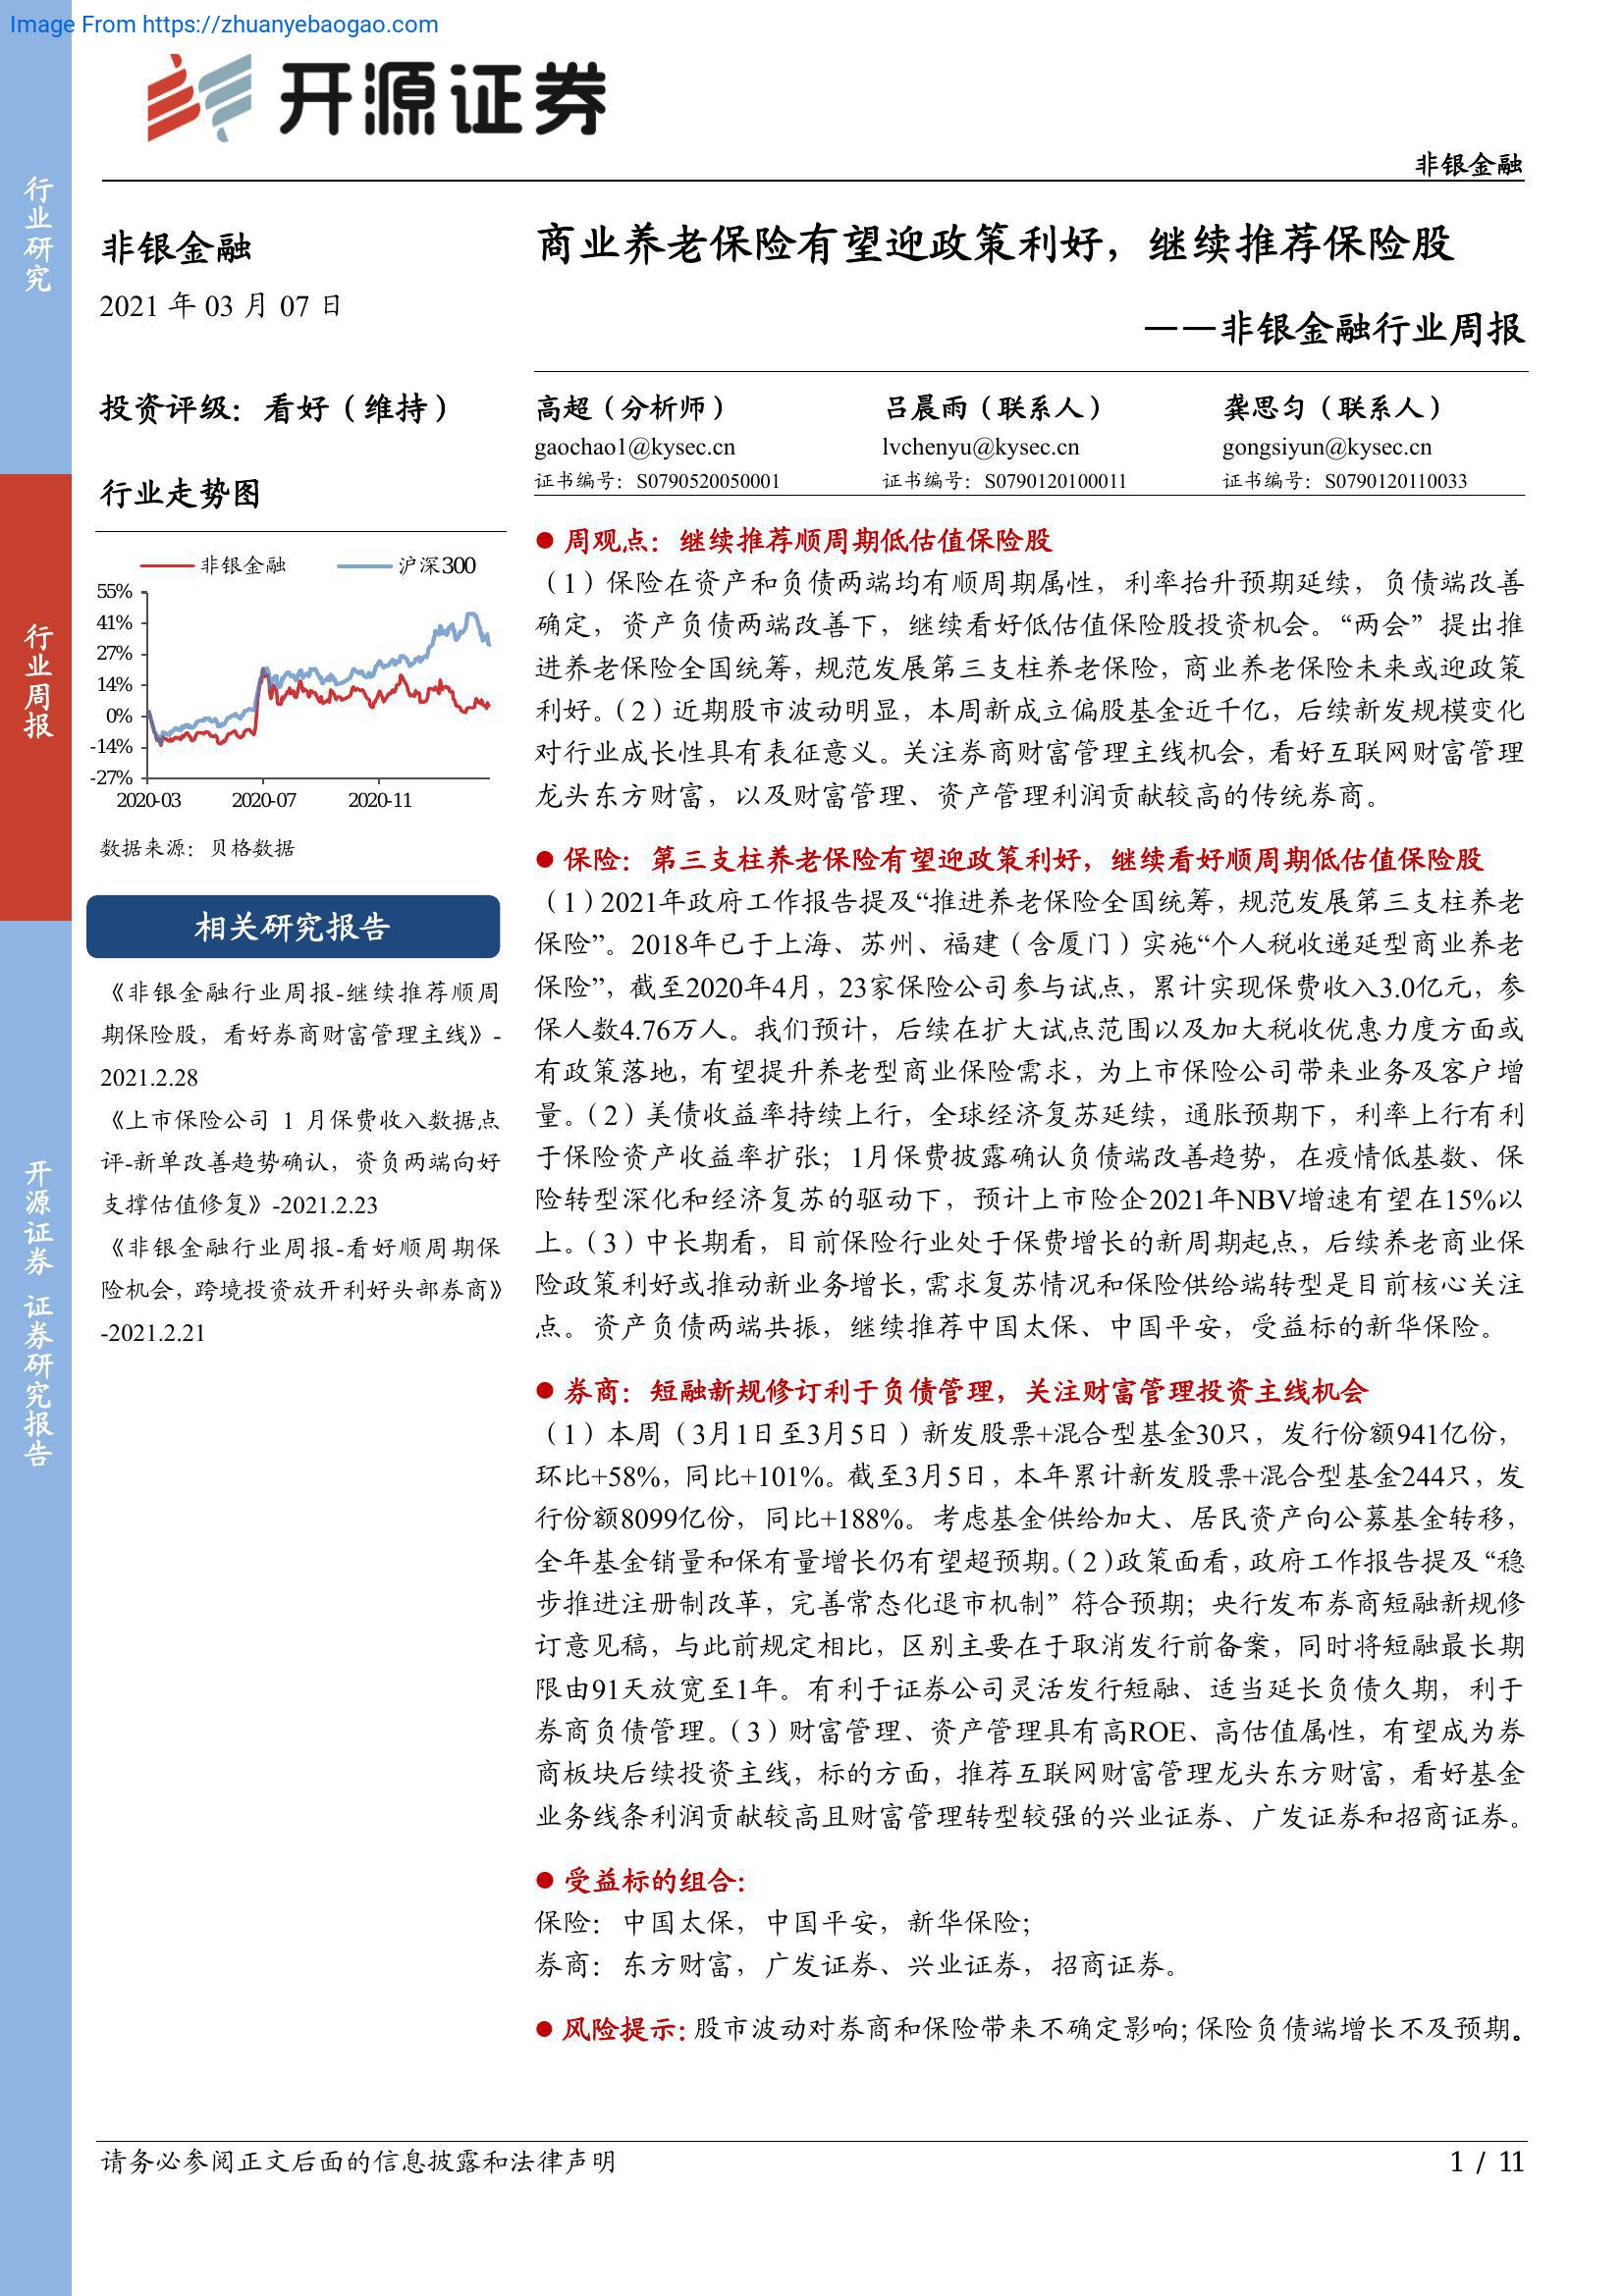 Image From https://zhuanyebaogao.com
开源证券
非银金融
行业研究
行业周报
开源证券 证券研究报告
非银金融
2021 年 03 月 07 日
投资评级：看好（维持）
行业走势图
非银金融 沪深300
55%
41%
27%
14%
0%
-14%
-27%
2020-03 2020-07 2020-11
数据来源：贝格数据
相关研究报告
《非银金融行业周报-继续推荐顺周
期保险股，看好券商财富管理主线》-
2021.2.28
《上市保险公司 1 月保费收入数据点
评-新单改善趋势确认，资负两端向好
支撑估值修复》-2021.2.23
《非银金融行业周报-看好顺周期保
险机会，跨境投资放开利好头部券商》
-2021.2.21
商业养老保险有望迎政策利好，继续推荐保险股
——非银金融行业周报
高超（分析师） 吕晨雨（联系人） 龚思匀（联系人）
gaochao1@kysec.cn lvchenyu@kysec.cn gongsiyun@kysec.cn
证书编号：S0790520050001 证书编号：S0790120100011 证书编号：S0790120110033
● 周观点：继续推荐顺周期低估值保险股
（1）保险在资产和负债两端均有顺周期属性，利率抬升预期延续，负债端改善
确定，资产负债两端改善下，继续看好低估值保险股投资机会。“两会”提出推
进养老保险全国统筹，规范发展第三支柱养老保险，商业养老保险未来或迎政策
利好。（2）近期股市波动明显，本周新成立偏股基金近千亿，后续新发规模变化
对行业成长性具有表征意义。关注券商财富管理主线机会，看好互联网财富管理
龙头东方财富，以及财富管理、资产管理利润贡献较高的传统券商。
● 保险：第三支柱养老保险有望迎政策利好，继续看好顺周期低估值保险股
（1）2021年政府工作报告提及“推进养老保险全国统筹，规范发展第三支柱养老
保险”。2018年已于上海、苏州、福建（含厦门）实施“个人税收递延型商业养老
保险”，截至2020年4月，23家保险公司参与试点，累计实现保费收入3.0亿元，参
保人数4.76万人。我们预计，后续在扩大试点范围以及加大税收优惠力度方面或
有政策落地，有望提升养老型商业保险需求，为上市保险公司带来业务及客户增
量。（2）美债收益率持续上行，全球经济复苏延续，通胀预期下，利率上行有利
于保险资产收益率扩张；1月保费披露确认负债端改善趋势，在疫情低基数、保
险转型深化和经济复苏的驱动下，预计上市险企2021年NBV增速有望在15%以
上。（3）中长期看，目前保险行业处于保费增长的新周期起点，后续养老商业保
险政策利好或推动新业务增长，需求复苏情况和保险供给端转型是目前核心关注
点。资产负债两端共振，继续推荐中国太保、中国平安，受益标的新华保险。
● 券商：短融新规修订利于负债管理，关注财富管理投资主线机会
（1）本周（3月1日至3月5日）新发股票+混合型基金30只，发行份额941亿份，
环比+58%，同比+101%。截至3月5日，本年累计新发股票+混合型基金244只，发
行份额8099亿份，同比+188%。考虑基金供给加大、居民资产向公募基金转移，
全年基金销量和保有量增长仍有望超预期。（2）政策面看，政府工作报告提及“稳
步推进注册制改革，完善常态化退市机制”符合预期；央行发布券商短融新规修
订意见稿，与此前规定相比，区别主要在于取消发行前备案，同时将短融最长期
限由91天放宽至1年。有利于证券公司灵活发行短融、适当延长负债久期，利于
券商负债管理。（3）财富管理、资产管理具有高ROE、高估值属性，有望成为券
商板块后续投资主线，标的方面，推荐互联网财富管理龙头东方财富，看好基金
业务线条利润贡献较高且财富管理转型较强的兴业证券、广发证券和招商证券。
● 受益标的组合：
保险：中国太保，中国平安，新华保险；
券商：东方财富，广发证券、兴业证券，招商证券。
● 风险提示：股市波动对券商和保险带来不确定影响；保险负债端增长不及预期。
请务必参阅正文后面的信息披露和法律声明
1 / 11